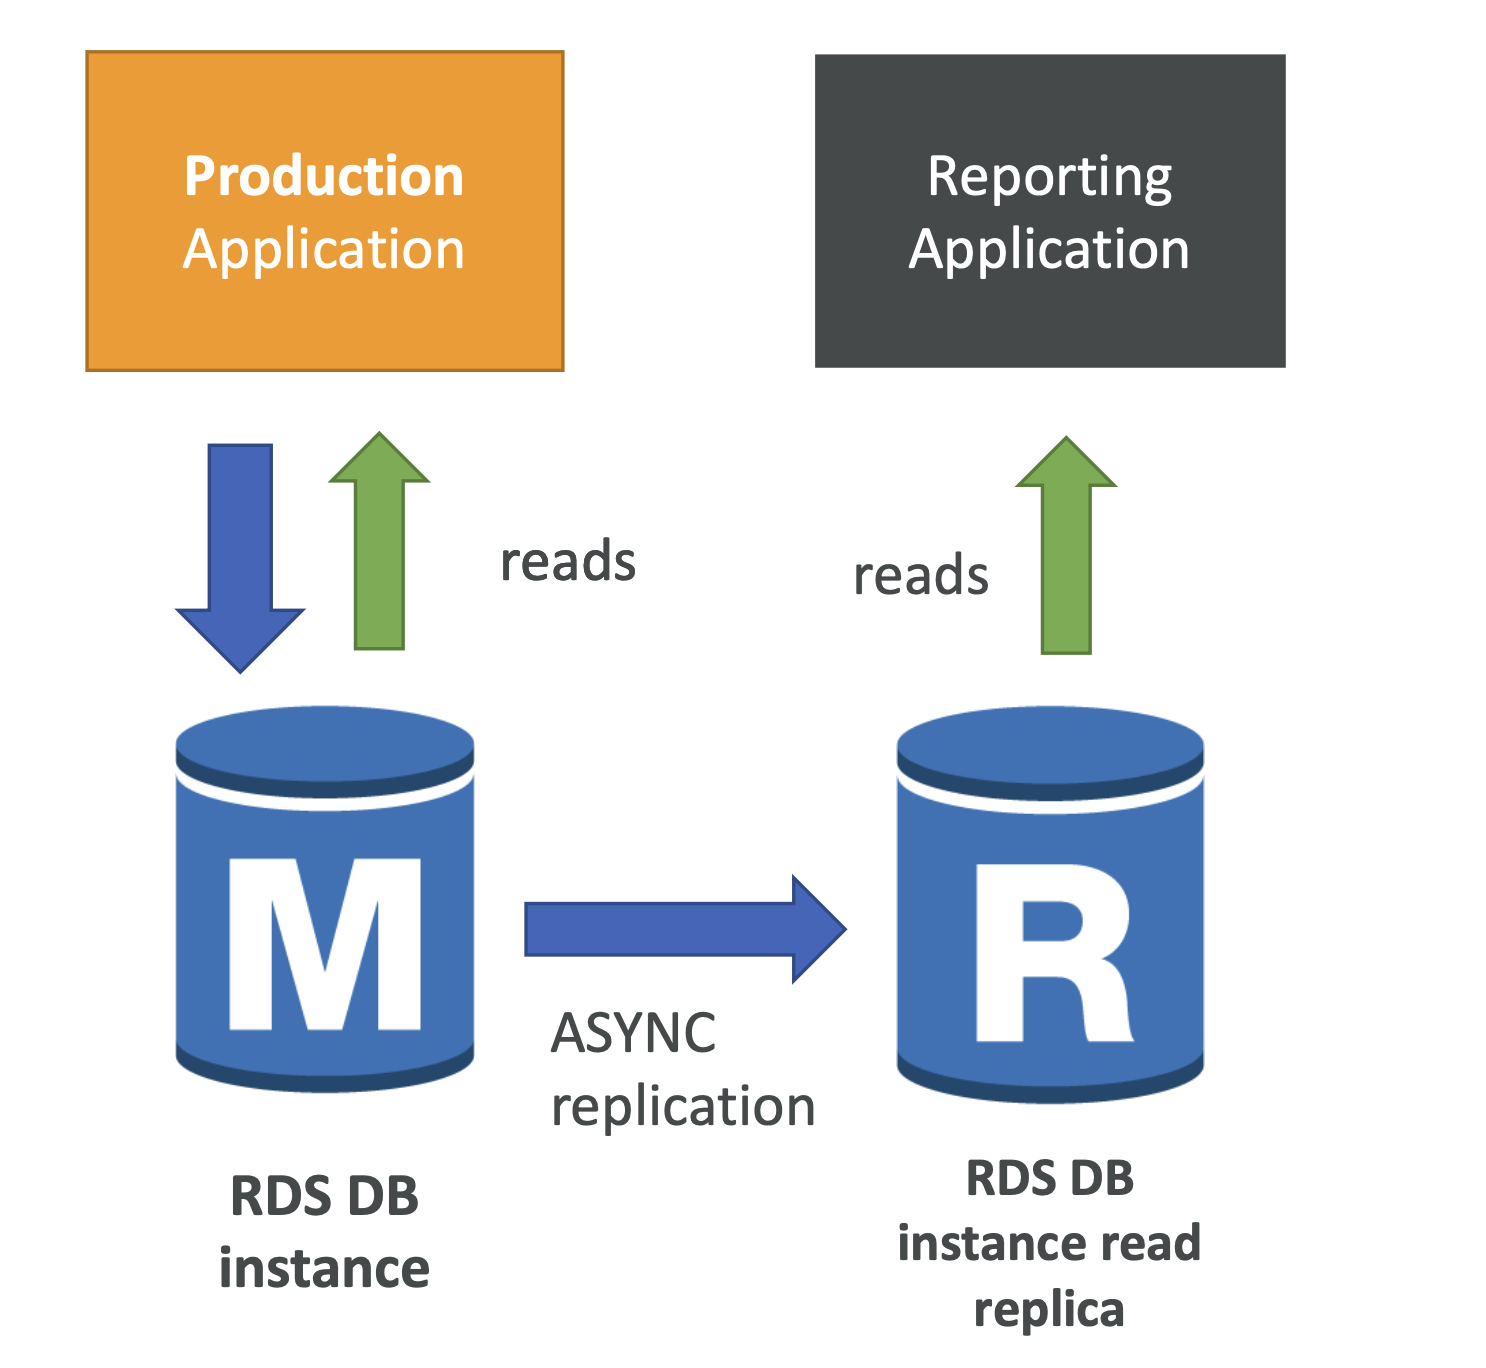 Production
Application
Reporting
Application
reads
reads
M
R
ASYNC
replication
RDS DB
instance
RDS DB
instance read
replica